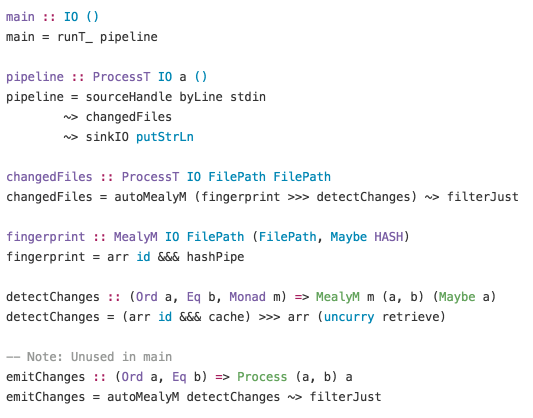 main :: IO ()
main = runT_ pipeline
pipeline :: ProcessT IO a ()
pipeline = sourceHandle byLine stdin
~> changedFiles
~> sinkIO putStrLn
changedFiles :: ProcessT IO FilePath FilePath
changedFiles = autoMealyM (fingerprint >>> detectChanges) ~> filterJust
fingerprint :: MealyM IO FilePath (FilePath, Maybe HASH)
fingerprint = arr id &&& hashPipe
detectChanges :: (Ord a, Eq b, Monad m) => MealyM m (a, b) (Maybe a)
detectChanges = (arr id &&& cache) >>> arr (uncurry retrieve)
-- Note: Unused in main
emitChanges :: (Ord a, Eq b) => Process (a, b) a
emitChanges = autoMealyM detectChanges ~> filterJust